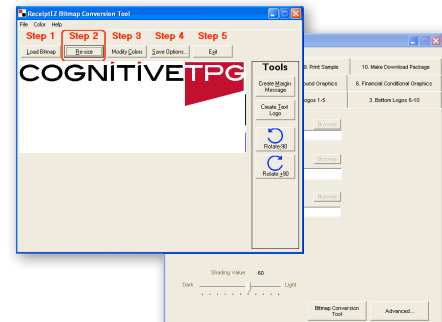 ReceiptEZ Bitmap Conversion Tool
File Color Help
Step 1 Step 2 Step 3 Step 4 Step 5
Load Bitmap Re-size Modify Colors Save Options... Exit
COGNITIVETPG
Tools
Create Margin
Message
Create Text
Logo
Rotate -90
Rotate +90
9. Print Sample 10. Make Download Package
und Graphics 6. Financial Conditional Graphics
ogos 1-5 3. Bottom Logos 6-10
Browse
Browse
Browse
Shading Value 60
Dark Light
Bitmap Conversion
Tool
Advanced...